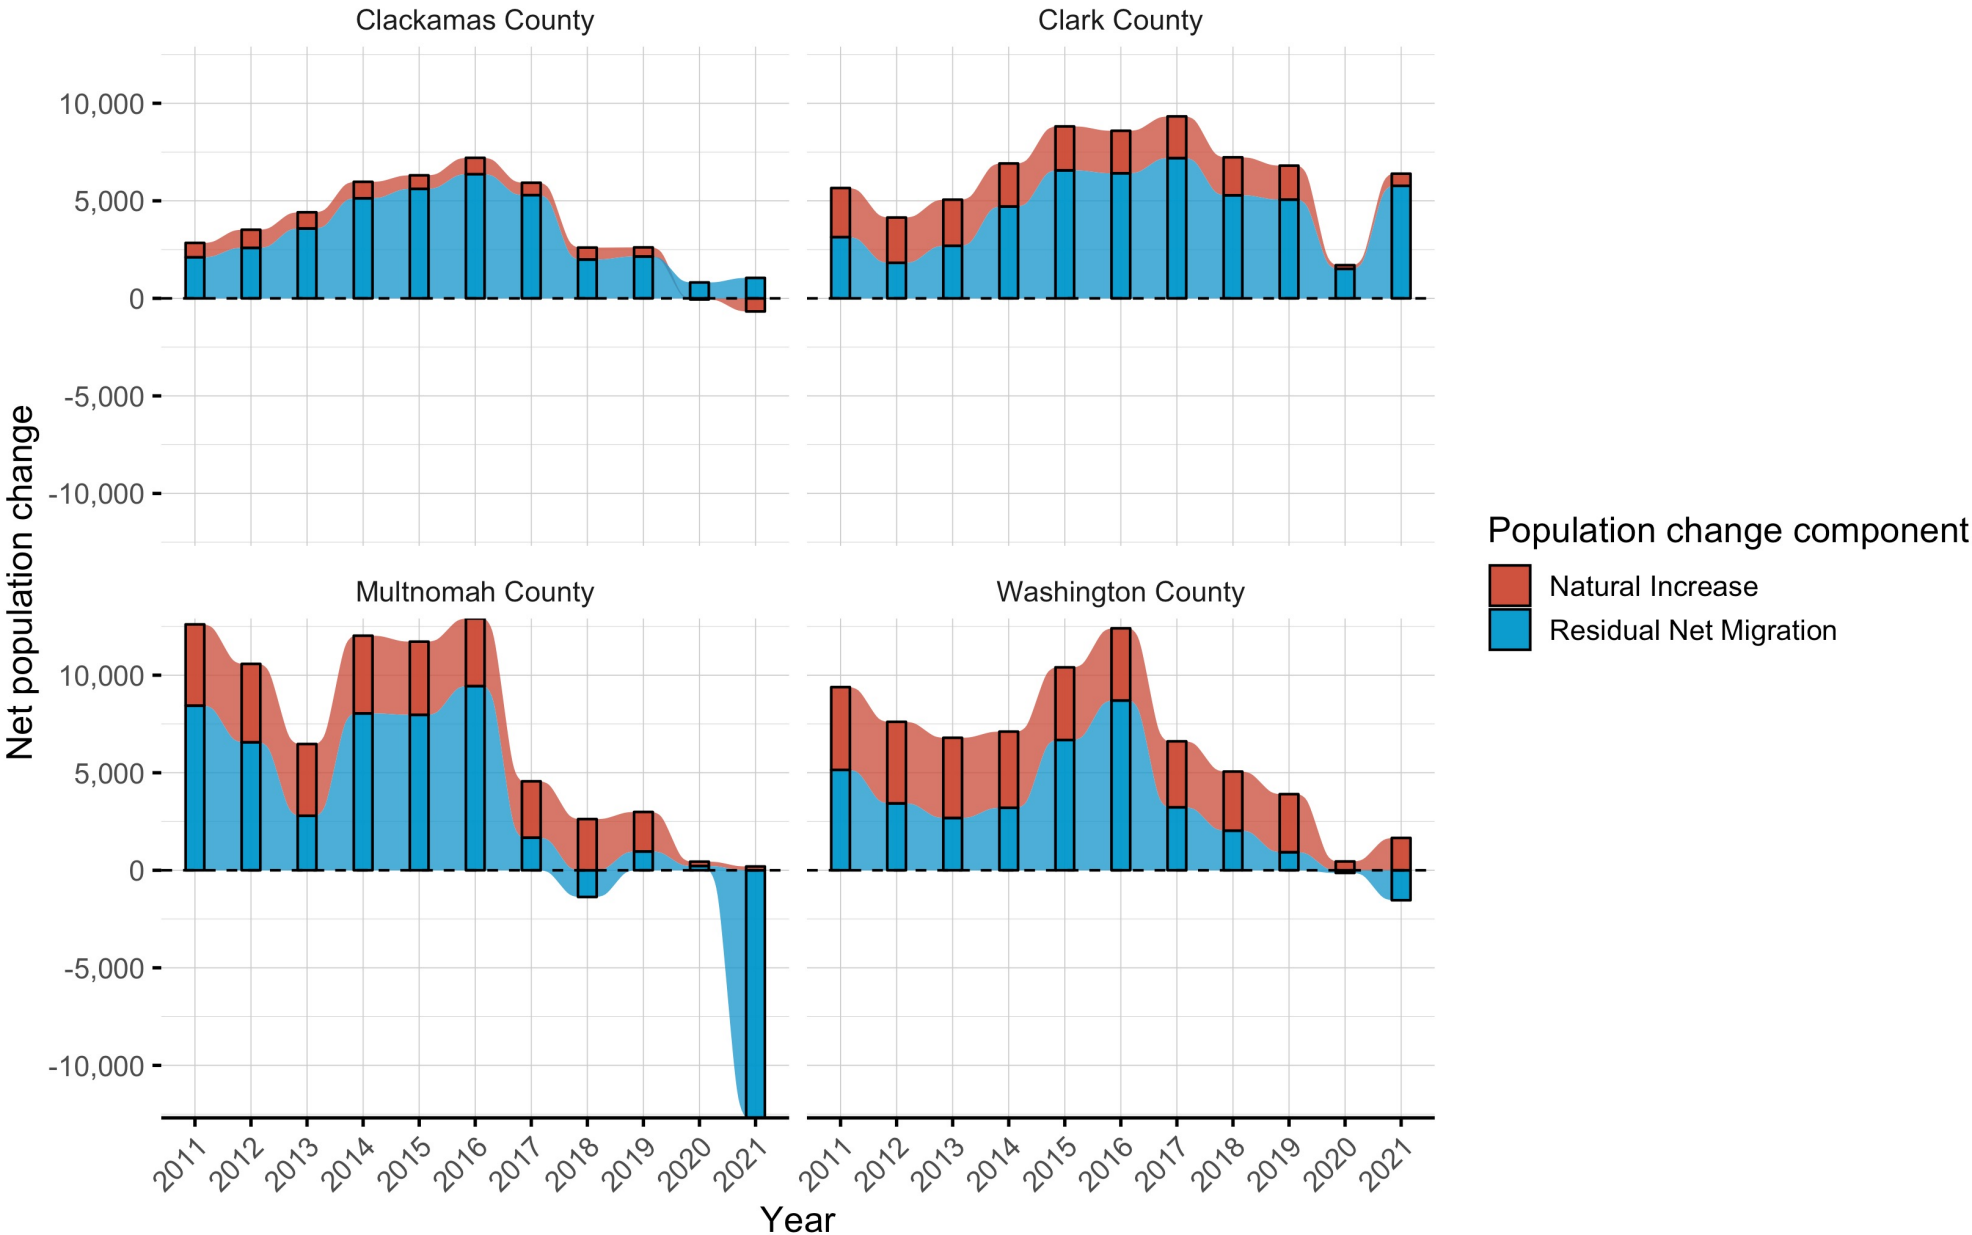 Clackamas County
Clark County
10,000
5,000
0
-5,000
-10,000
Net population change
Multnomah County
Washington County
10,000
5,000
0
-5,000
-10,000
2011 2012 2013 2014 2015 2016 2017 2018 2019 2020 2021
2011 2012 2013 2014 2015 2016 2017 2018 2019 2020 2021
Year
Population change component
Natural Increase
Residual Net Migration